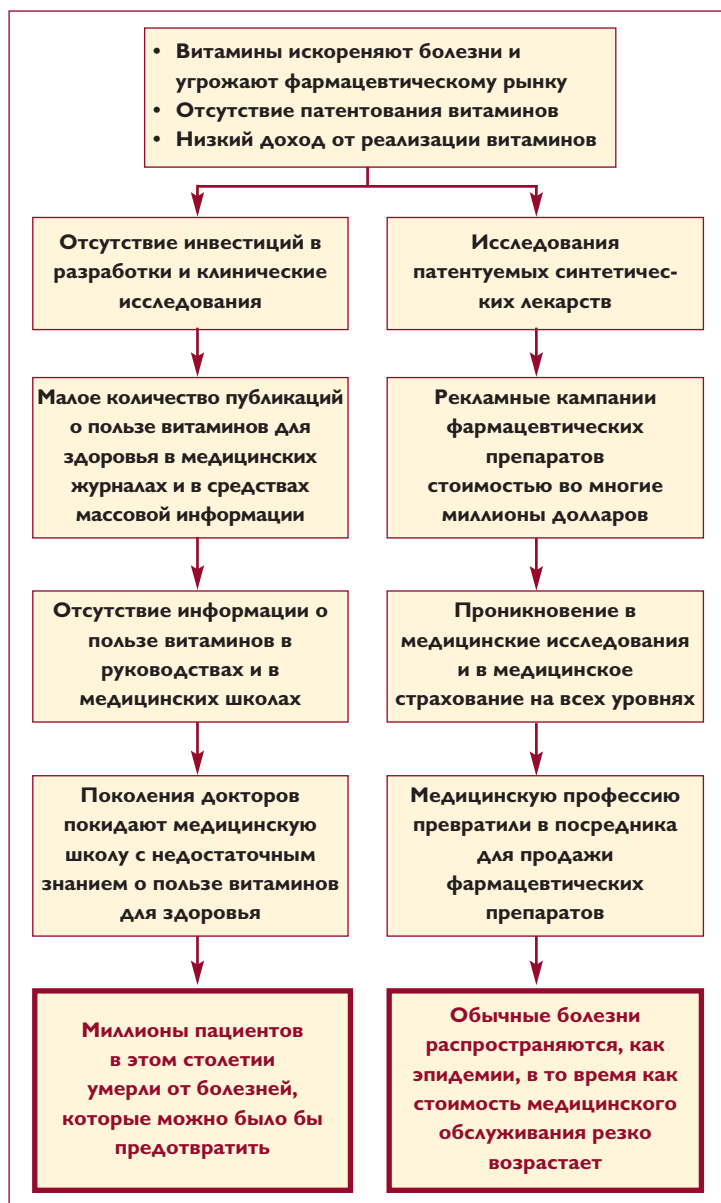 • Витамины искореняют болезни и
угрожают фармацевтическому рынку
• Отсутствие патентования витаминов
• Низкий доход от реализации витаминов
Отсутствие инвестиций в
разработки и клинические
исследования
Исследования
патентуемых синтетичес-
ких лекарств
Малое количество публикаций
о пользе витаминов для
здоровья в медицинских
журналах и в средствах
массовой информации
Рекламные кампании
фармацевтических
препаратов
стоимостью во многие
миллионы долларов
Отсутствие информации о
пользе витаминов в
руководствах и в
медицинских школах
Проникновение в
медицинские исследования
и в медицинское
страхование на всех уровнях
Поколения докторов
покидают медицинскую
школу с недостаточным
знанием о пользе витаминов
для здоровья
Медицинскую профессию
превратили в посредника
для продажи
фармацевтических
препаратов
Миллионы пациентов
в этом столетии
умерли от болезней,
которые можно было бы
предотвратить
Обычные болезни
распространяются, как
эпидемии, в то время как
стоимость медицинского
обслуживания резко
возрастает